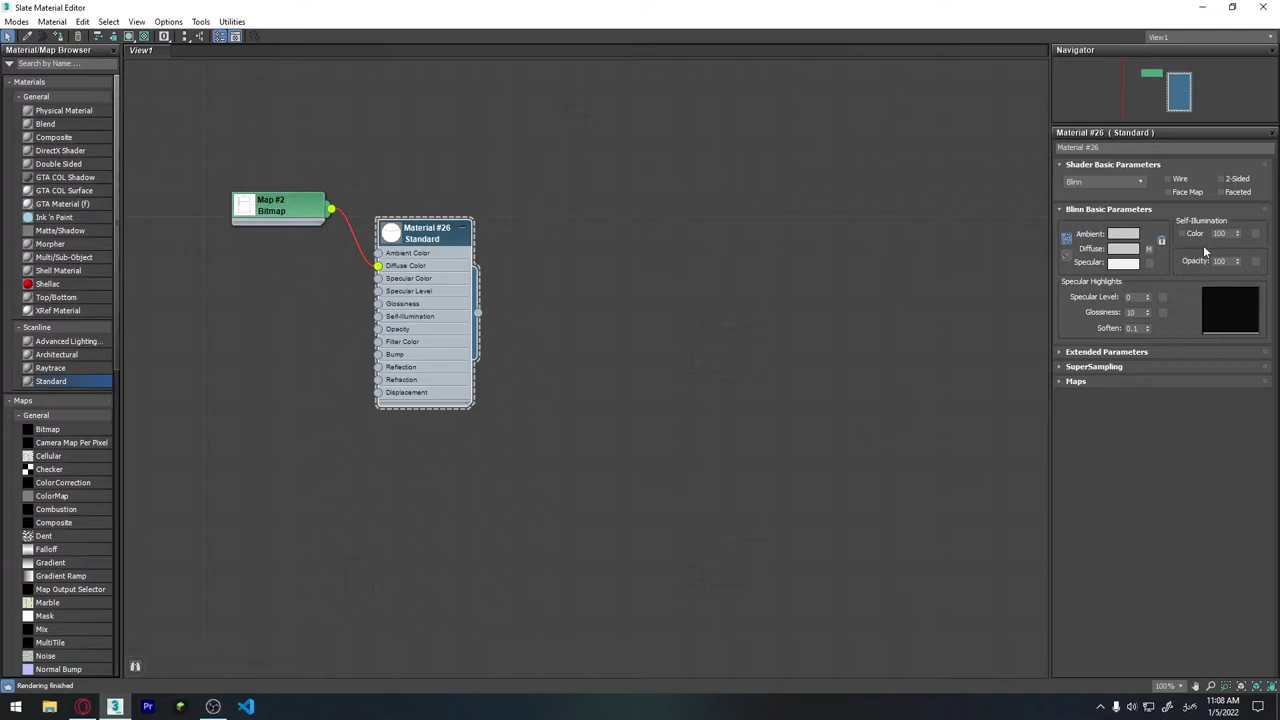 Slate Material Editor
Modes Material Edit Select View Options Tools Utilities
View1
Material/Map Browser
View1
Navigator
Search by Name ...
Materials
General
Physical Material
Blend
Composite
DirectX Shader
Double Sided
GTA COL Shadow
GTA COL Surface
GTA Material (f)
Ink 'n Paint
Matte/Shadow
Morpher
Multi/Sub-Object
Shell Material
Shellac
Top/Bottom
XRef Material
Scanline
Advanced Lighting...
Architectural
Raytrace
Standard
Maps
General
Bitmap
Camera Map Per Pixel
Cellular
Checker
ColorCorrection
ColorMap
Combustion
Composite
Dent
Falloff
Gradient
Gradient Ramp
Map Output Selector
Marble
Mask
Mix
MultiTile
Noise
Normal Bump
Map #2
Bitmap
Material #26
Standard
Ambient Color
Diffuse Color
Specular Color
Specular Level
Glossiness
Self-Illumination
Opacity
Filter Color
Bump
Reflection
Refraction
Displacement
Material #26 ( Standard )
Material #26
Shader Basic Parameters
Blinn
Wire
2-Sided
Face Map
Faceted
Blinn Basic Parameters
Self-Illumination
Ambient:
Color 100
Diffuse:
M
Specular:
Opacity: 100
Specular Highlights
Specular Level: 0
Glossiness: 10
Soften: 0.1
Extended Parameters
SuperSampling
Maps
Rendering finished
100%
Pr
11:08 AM
1/5/2022